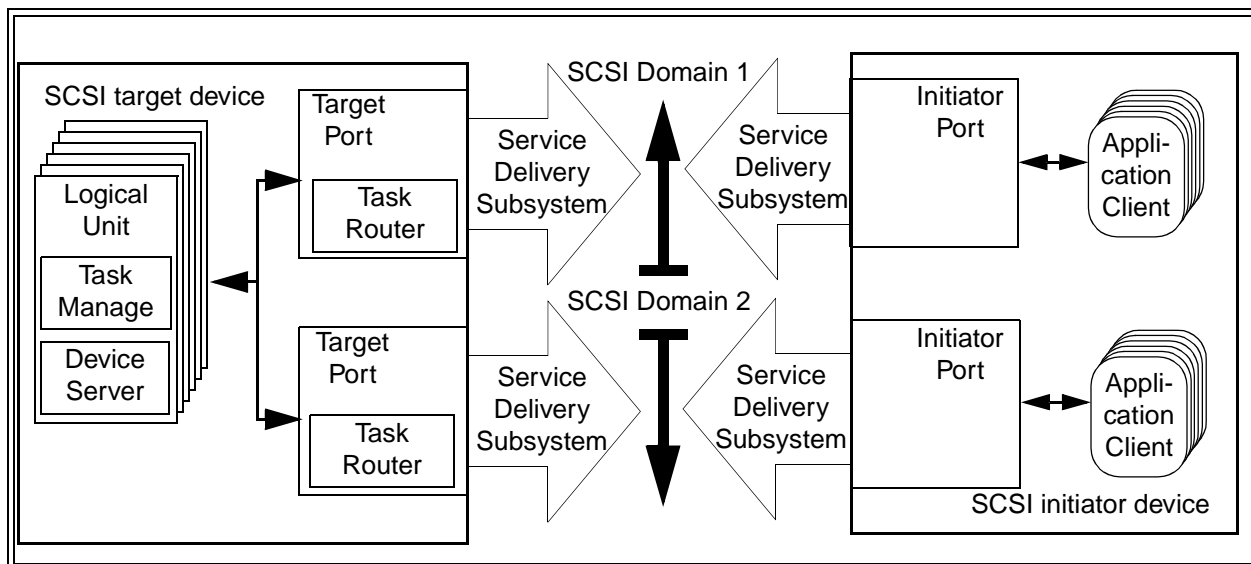 SCSI target device
Logical
Unit
Task
Manage
Device
Server
Target
Port
Task
Router
Target
Port
Task
Router
Service
Delivery
Subsystem
Service
Delivery
Subsystem
SCSI Domain 1
SCSI Domain 2
Service
Delivery
Subsystem
Service
Delivery
Subsystem
Initiator
Port
Appli-
cation
Client
Initiator
Port
Appli-
cation
Client
SCSI initiator device